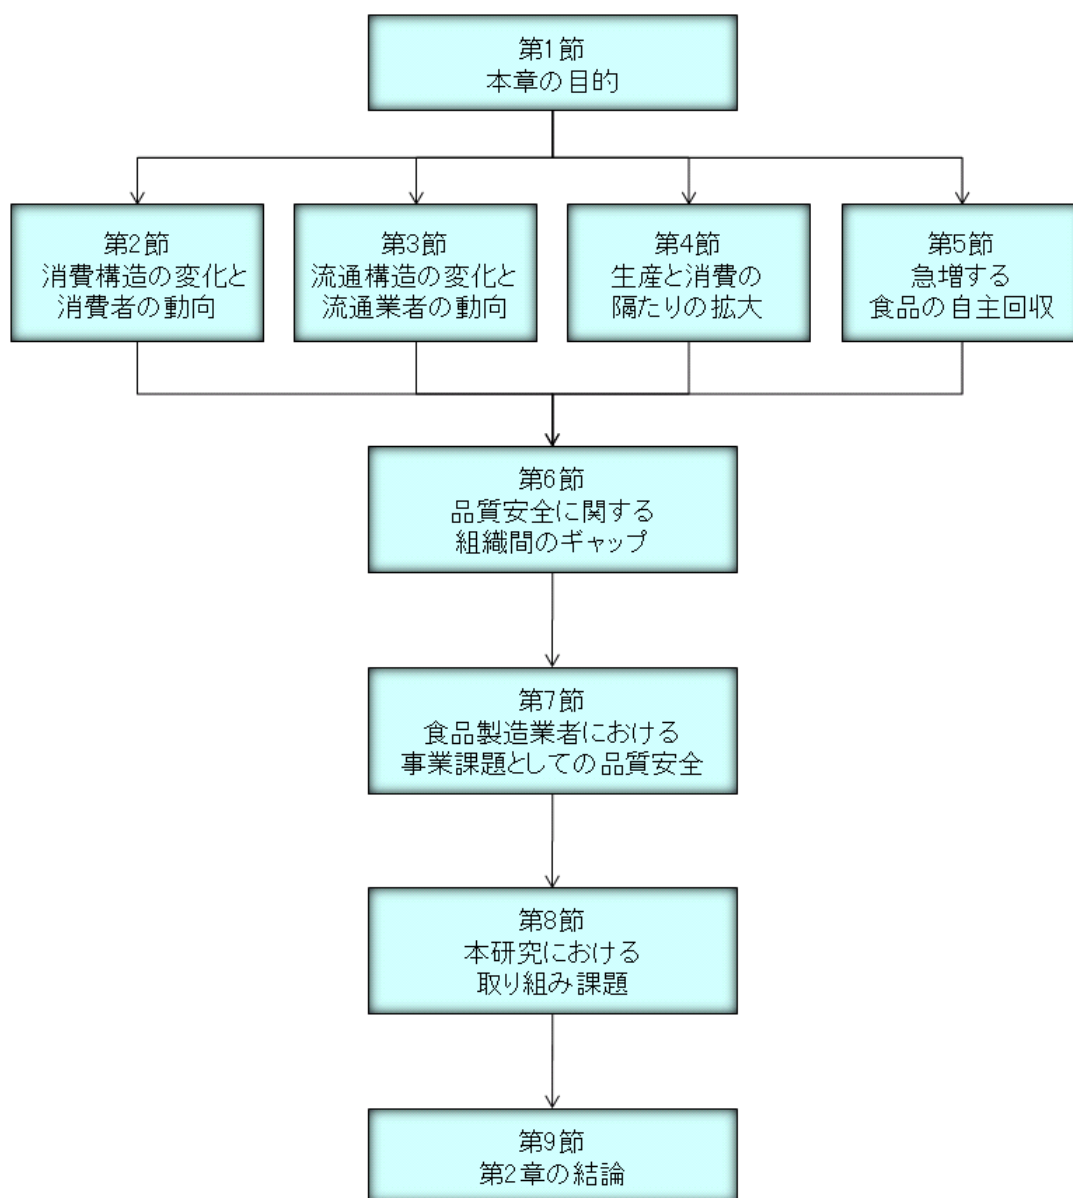 第1節
本章の目的
第2節
消費構造の変化と
消費者の動向
第3節
流通構造の変化と
流通業者の動向
第4節
生産と消費の
隔たりの拡大
第5節
急増する
食品の自主回収
第6節
品質安全に関する
組織間のギャップ
第7節
食品製造業者における
事業課題としての品質安全
第8節
本研究における
取り組み課題
第9節
第2章の結論